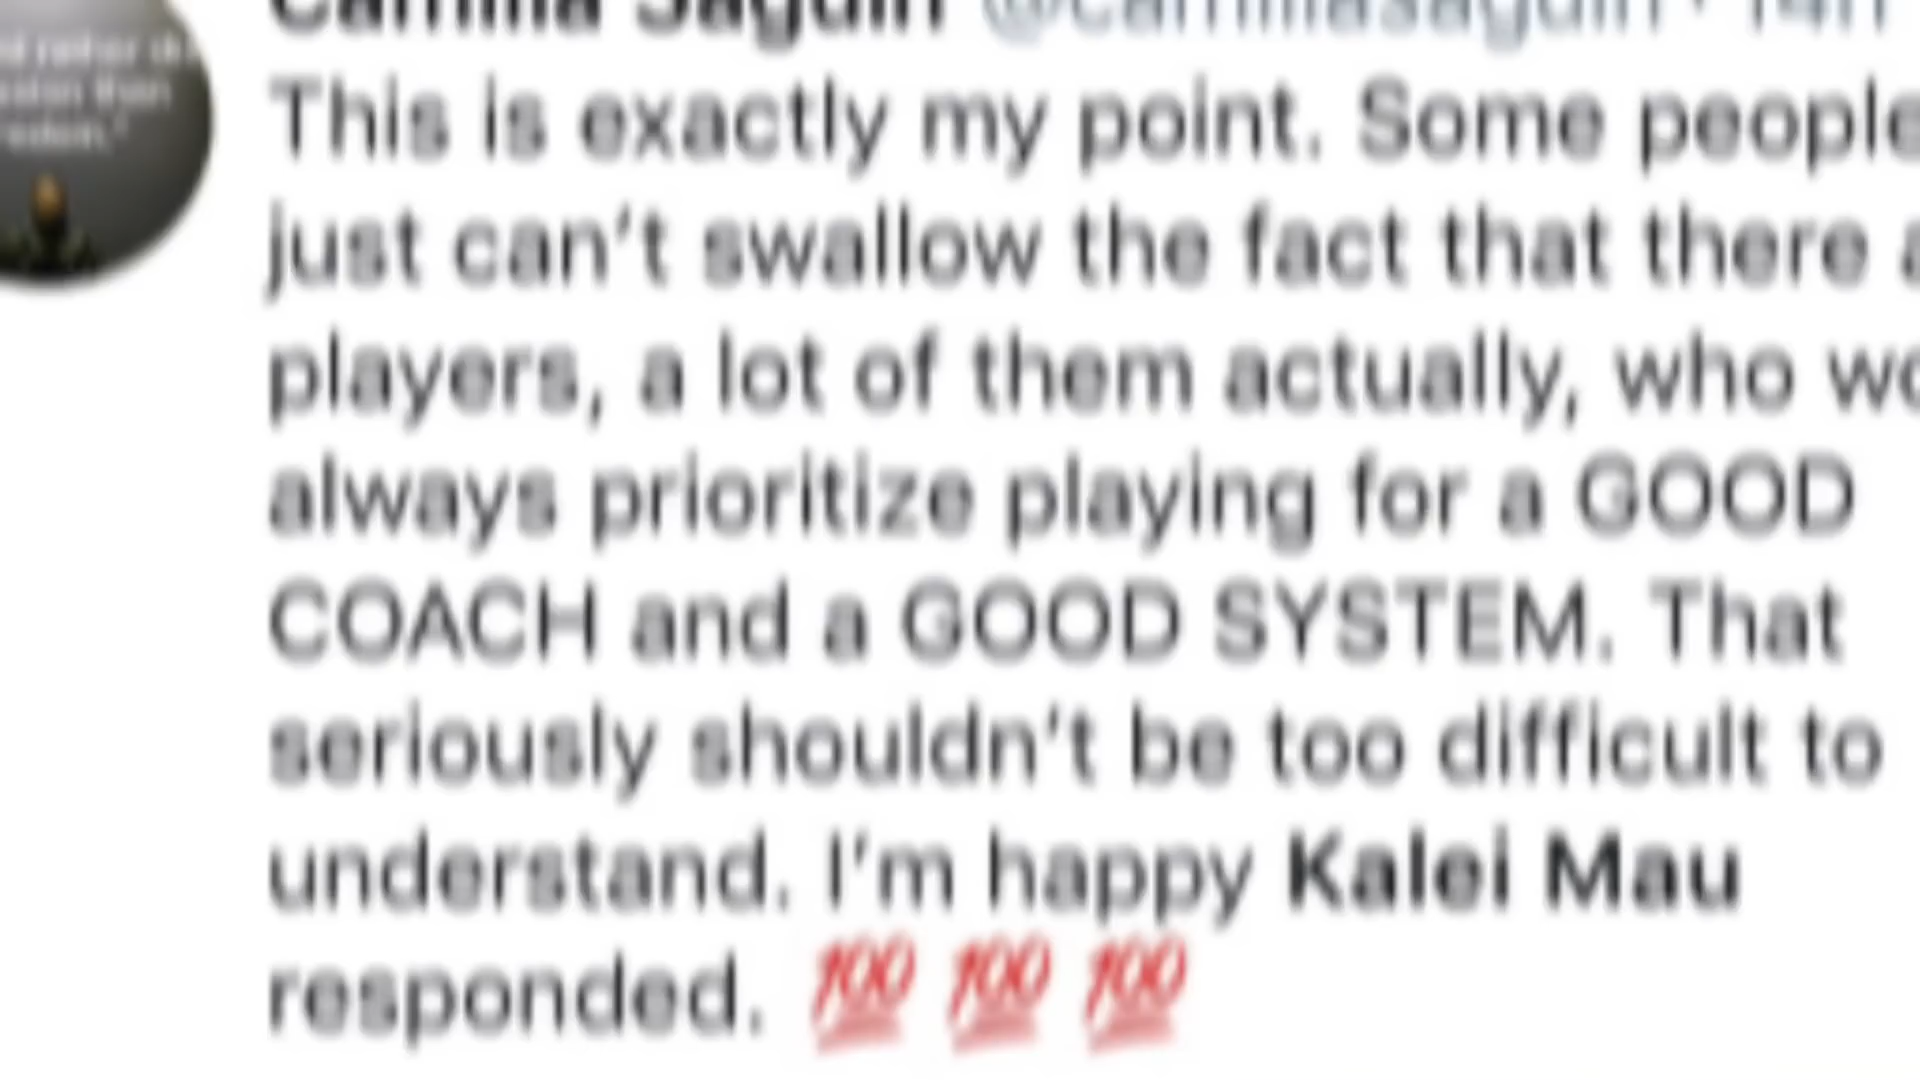 This is exactly my point. Some people
just can't swallow the fact that there
players, a lot of them actually, who
always prioritize playing for a GOOD
COACH and a GOOD SYSTEM. That
seriously shouldn't be too difficult to
understand. I'm happy Kalei Mau
responded. 💯 💯 💯